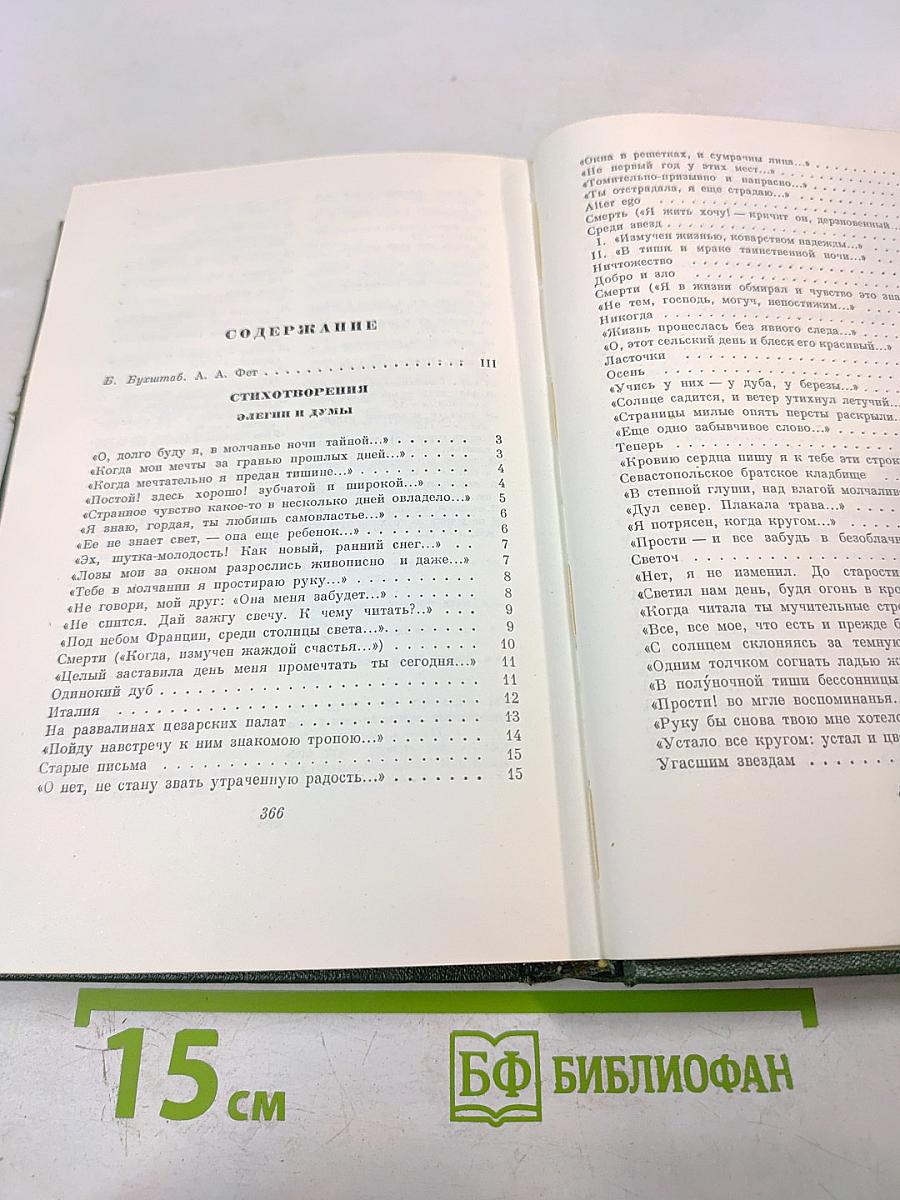 СОДЕРЖАНИЕ
Б. Бухштаб. А. А. Фет . . . . . . . . . . . . . . . . . . III
СТИХОТВОРЕНИЯ
ЭЛЕГИИ И ДУМЫ
«О, долго буду я, в молчанье ночи тайной...» . . . . . . 3
«Когда мои мечты за гранью прошлых дней...» . . . . . 3
«Когда мечтательно я предан тишине...» . . . . . . . . . 4
«Постой! здесь хорошо! зубчатой и широкой...» . . . 4
«Странное чувство какое-то в несколько дней овладело...» 5
«Я знаю, гордая, ты любишь самовластье...» . . . . . . 6
«Ее не знает свет, — она еще ребенок...» . . . . . . . . 6
«Эх, шутка-молодость! Как новый, ранний снег...» . . 7
«Лозы мои за окном разрослись живописно и даже...» 7
«Тебе в молчании я простираю руку...» . . . . . . . . . 8
«Не говори, мой друг: «Она меня забудет...» . . . . . . 8
«Не спится. Дай зажгу свечу. К чему читать?..» . . . 9
«Под небом Франции, среди столицы света...». . . . . . . 9
Смерти («Когда, измучен жаждой счастья...») . . . . . . 10
«Целый заставила день меня промечтать ты сегодня...» 11
Одинокий дуб . . . . . . . . . . . . . . . . . . . . . 11
Италия . . . . . . . . . . . . . . . . . . . . . . . . 12
На развалинах цезарских палат . . . . . . . . . . . . 13
«Пойду навстречу к ним знакомою тропою...» . . . . . . 14
Старые письма . . . . . . . . . . . . . . . . . . . . . 15
«О нет, не стану звать утраченную радость...» . . . . . . . 15
366
«Окна в решетках, и сумрачны лица...» . . . . . . .
«Не первый год у этих мест...» . . . . . . . . .
«Томительно-призывно и напрасно...» . . . . . .
«Ты отстрадала, я еще страдаю...» . . . . . . .
Alter ego . . . . . . . . . . . . . . . .
Смерть («Я жить хочу! — кричит он, дерзновенный...
Среди звезд . . . . . . . . . . . . . . .
I. «Измучен жизнью, коварством надежды...» . . .
II. «В тиши и мраке таинственной ночи...» . . .
Ничтожество . . . . . . . . . . . . . . .
Добро и зло . . . . . . . . . . . . . . .
Смерти («Я в жизни обмирал и чувство это зна
«Не тем, господь, могуч, непостижим...» . . . .
Никогда . . . . . . . . . . . . . . . . .
«Жизнь пронеслась без явного следа...» . . . .
«О, этот сельский день и блеск его красивый...»
Ласточки . . . . . . . . . . . . . . . .
Осень . . . . . . . . . . . . . . . . . .
«Учись у них — у дуба, у березы...» . . . . .
«Солнце садится, и ветер утихнул летучий...
«Страницы милые опять персты раскрыли...
«Еще одно забывчивое слово...» . . . . . .
Теперь . . . . . . . . . . . . . . . . .
«Кровию сердца пишу я к тебе эти строк
Севастопольское братское кладбище . . .
«В степной глуши, над влагой молчалив
«Дул север. Плакала трава...» . . . . .
«Я потрясен, когда кругом...» . . . . .
«Прости — и все забудь в безоблачн
Светоч . . . . . . . . . . . . . . . .
«Нет, я не изменил. До старости
«Светил нам день, будя огонь в кро
«Когда читала ты мучительные стро
«Все, все мое, что есть и прежде б
«С солнцем склоняясь за темную
«Одним толчком согнать ладью ж
«В полу́ночной тиши бессонницы
«Прости! во мгле воспоминанья..
«Руку бы снова твою мне хотело
«Устало все кругом: устал и цве
Угасшим звездам . . . . . . .
15 см
БФ БИБЛИОФАН